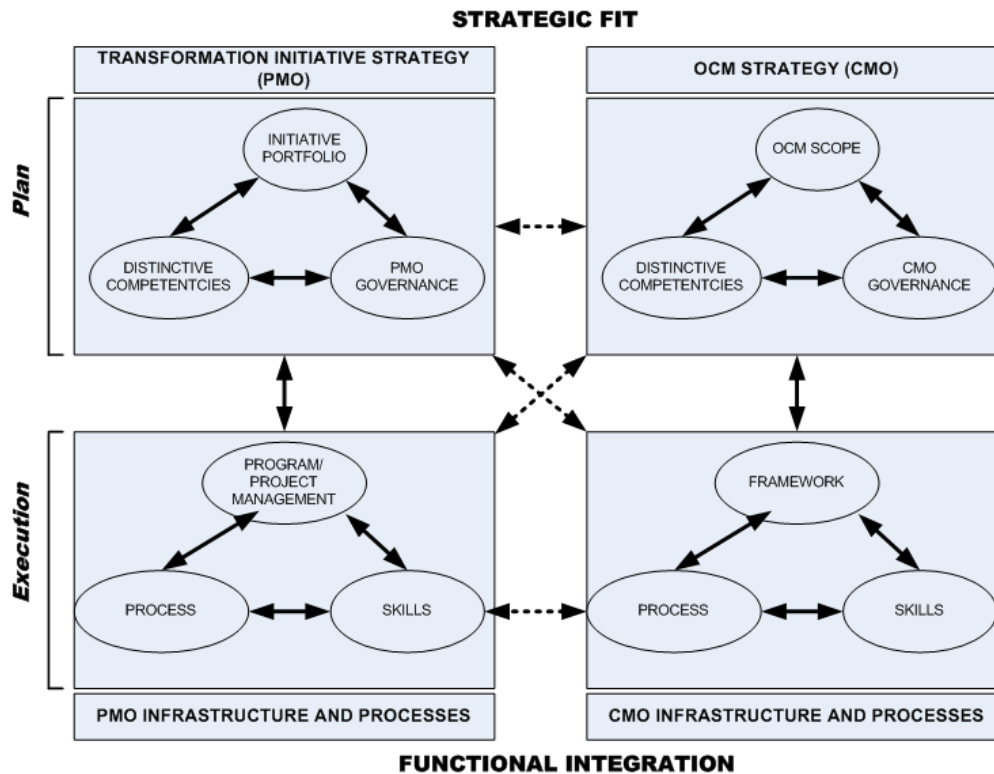 STRATEGIC FIT
TRANSFORMATION INITIATIVE STRATEGY
(PMO)
OCM STRATEGY (CMO)
Plan
INITIATIVE
PORTFOLIO
DISTINCTIVE
COMPETENTCIES
PMO
GOVERNANCE
OCM SCOPE
DISTINCTIVE
COMPETENTCIES
CMO
GOVERNANCE
Execution
PROGRAM/
PROJECT
MANAGEMENT
PROCESS
SKILLS
FRAMEWORK
PROCESS
SKILLS
PMO INFRASTRUCTURE AND PROCESSES
CMO INFRASTRUCTURE AND PROCESSES
FUNCTIONAL INTEGRATION